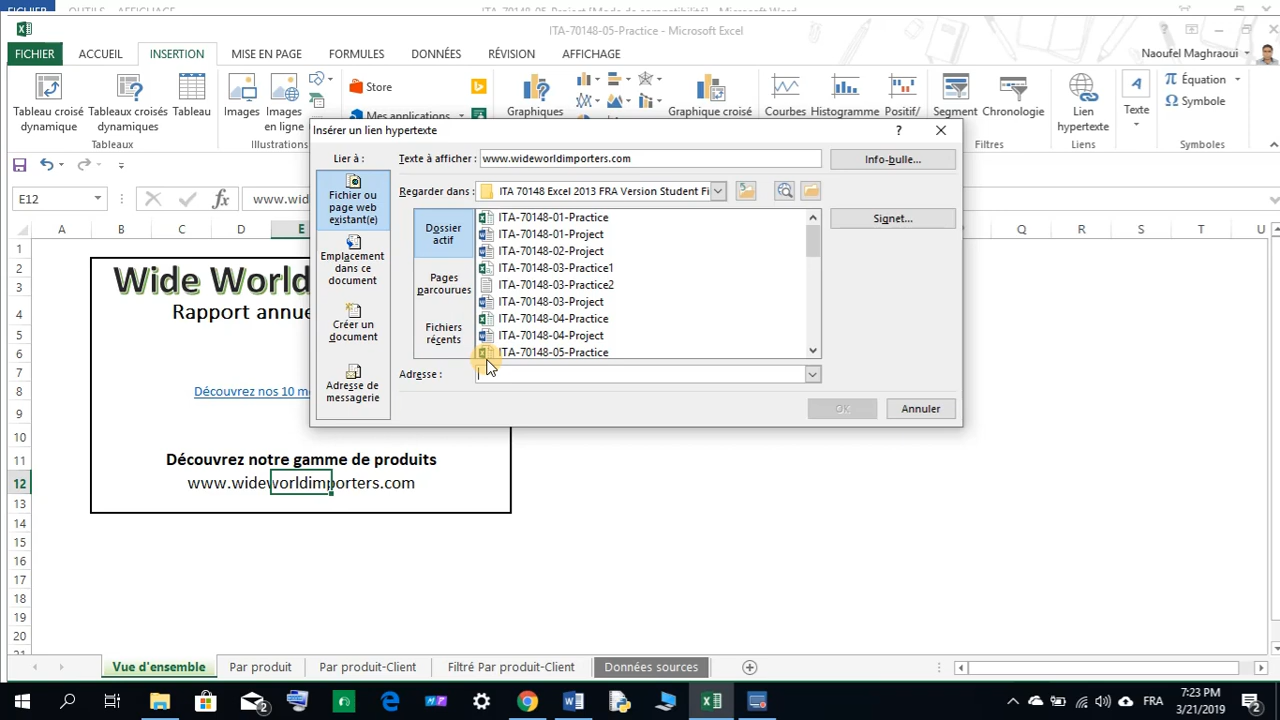 FICHIER OUTILS AFFICHAGE ITA-70148-05-Project [Mode de compatibilité] - Microsoft Word
ITA-70148-05-Practice - Microsoft Excel
FICHIER ACCUEIL INSERTION MISE EN PAGE FORMULES DONNÉES RÉVISION AFFICHAGE Naoufel Maghraoui
Tableau croisé dynamique
Tableaux croisés dynamiques
Tableau
Tableaux
Images
Images en ligne
Illustrations
Store
Mes applications
Graphiques
Graphique croisé
Courbes
Histogramme
Positif/
Segment
Chronologie
Filtres
Lien hypertexte
Liens
Texte
Équation
Symbole
Symboles
E12
www.wid
A B C D E Q R S T U
1
2
3
4
5
6
7
8
9
10
11
12
13
14
15
16
17
18
19
20
Wide World
Rapport annue
Découvrez nos 10 me
Découvrez notre gamme de produits
www.wideworldimporters.com
Insérer un lien hypertexte
?
Lier à :
Texte à afficher : www.wideworldimporters.com
Info-bulle...
Fichier ou page web existant(e)
Emplacement dans ce document
Créer un document
Adresse de messagerie
Regarder dans : ITA 70148 Excel 2013 FRA Version Student Fi
Signet...
Dossier actif
Pages parcourues
Fichiers récents
ITA-70148-01-Practice
ITA-70148-01-Project
ITA-70148-02-Project
ITA-70148-03-Practice1
ITA-70148-03-Practice2
ITA-70148-03-Project
ITA-70148-04-Practice
ITA-70148-04-Project
ITA-70148-05-Practice
Adresse :
OK Annuler
Vue d'ensemble Par produit Par produit-Client Filtré Par produit-Client Données sources
2
FRA
7:23 PM
3/21/2019
2